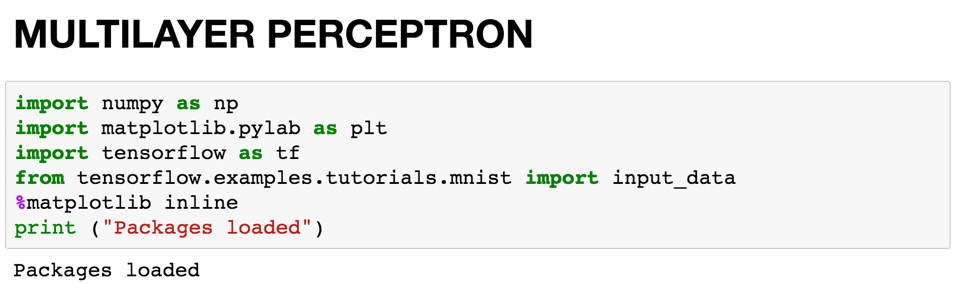 MULTILAYER PERCEPTRON
import numpy as np
import matplotlib.pylab as plt
import tensorflow as tf
from tensorflow.examples.tutorials.mnist import input_data
%matplotlib inline
print ("Packages loaded")
Packages loaded